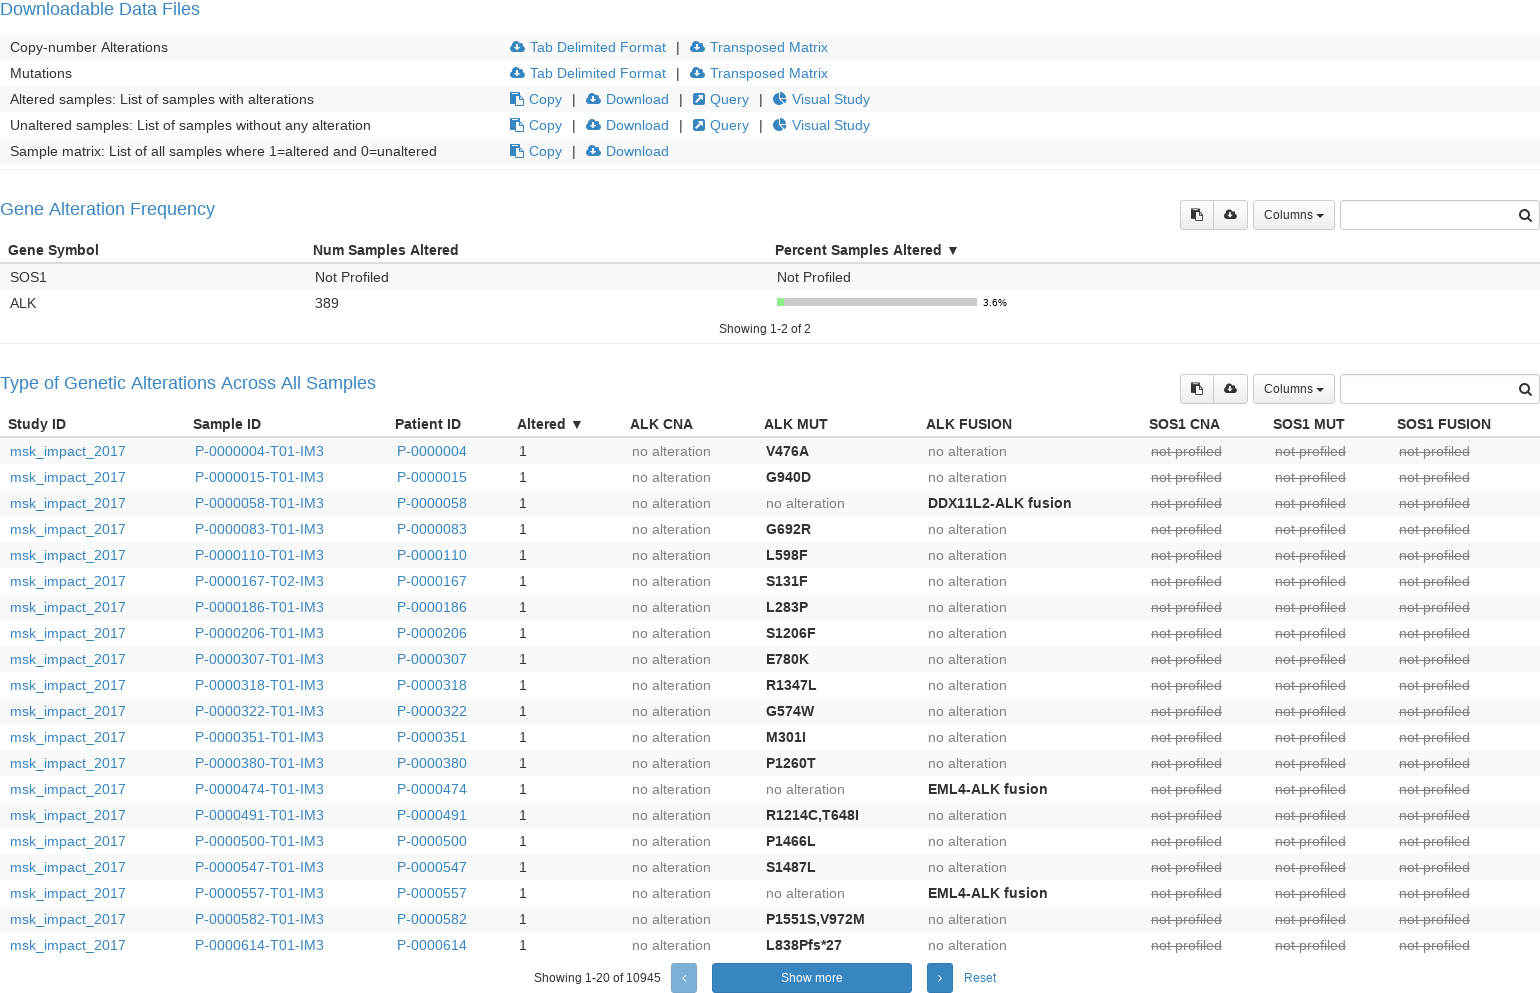 Downloadable Data Files
Copy-number Alterations Tab Delimited Format | Transposed Matrix
Mutations Tab Delimited Format | Transposed Matrix
Altered samples: List of samples with alterations Copy | Download | Query | Visual Study
Unaltered samples: List of samples without any alteration Copy | Download | Query | Visual Study
Sample matrix: List of all samples where 1=altered and 0=unaltered Copy | Download
Gene Alteration Frequency Columns
Gene Symbol Num Samples Altered Percent Samples Altered ▼
SOS1 Not Profiled Not Profiled
ALK 389 3.6%
Showing 1-2 of 2
Type of Genetic Alterations Across All Samples Columns
Study ID Sample ID Patient ID Altered ▼ ALK CNA ALK MUT ALK FUSION SOS1 CNA SOS1 MUT SOS1 FUSION
msk_impact_2017 P-0000004-T01-IM3 P-0000004 1 no alteration V476A no alteration not profiled not profiled not profiled
msk_impact_2017 P-0000015-T01-IM3 P-0000015 1 no alteration G940D no alteration not profiled not profiled not profiled
msk_impact_2017 P-0000058-T01-IM3 P-0000058 1 no alteration no alteration DDX11L2-ALK fusion not profiled not profiled not profiled
msk_impact_2017 P-0000083-T01-IM3 P-0000083 1 no alteration G692R no alteration not profiled not profiled not profiled
msk_impact_2017 P-0000110-T01-IM3 P-0000110 1 no alteration L598F no alteration not profiled not profiled not profiled
msk_impact_2017 P-0000167-T02-IM3 P-0000167 1 no alteration S131F no alteration not profiled not profiled not profiled
msk_impact_2017 P-0000186-T01-IM3 P-0000186 1 no alteration L283P no alteration not profiled not profiled not profiled
msk_impact_2017 P-0000206-T01-IM3 P-0000206 1 no alteration S1206F no alteration not profiled not profiled not profiled
msk_impact_2017 P-0000307-T01-IM3 P-0000307 1 no alteration E780K no alteration not profiled not profiled not profiled
msk_impact_2017 P-0000318-T01-IM3 P-0000318 1 no alteration R1347L no alteration not profiled not profiled not profiled
msk_impact_2017 P-0000322-T01-IM3 P-0000322 1 no alteration G574W no alteration not profiled not profiled not profiled
msk_impact_2017 P-0000351-T01-IM3 P-0000351 1 no alteration M301I no alteration not profiled not profiled not profiled
msk_impact_2017 P-0000380-T01-IM3 P-0000380 1 no alteration P1260T no alteration not profiled not profiled not profiled
msk_impact_2017 P-0000474-T01-IM3 P-0000474 1 no alteration no alteration EML4-ALK fusion not profiled not profiled not profiled
msk_impact_2017 P-0000491-T01-IM3 P-0000491 1 no alteration R1214C,T648I no alteration not profiled not profiled not profiled
msk_impact_2017 P-0000500-T01-IM3 P-0000500 1 no alteration P1466L no alteration not profiled not profiled not profiled
msk_impact_2017 P-0000547-T01-IM3 P-0000547 1 no alteration S1487L no alteration not profiled not profiled not profiled
msk_impact_2017 P-0000557-T01-IM3 P-0000557 1 no alteration no alteration EML4-ALK fusion not profiled not profiled not profiled
msk_impact_2017 P-0000582-T01-IM3 P-0000582 1 no alteration P1551S,V972M no alteration not profiled not profiled not profiled
msk_impact_2017 P-0000614-T01-IM3 P-0000614 1 no alteration L838Pfs*27 no alteration not profiled not profiled not profiled
Showing 1-20 of 10945 ‹ Show more › Reset